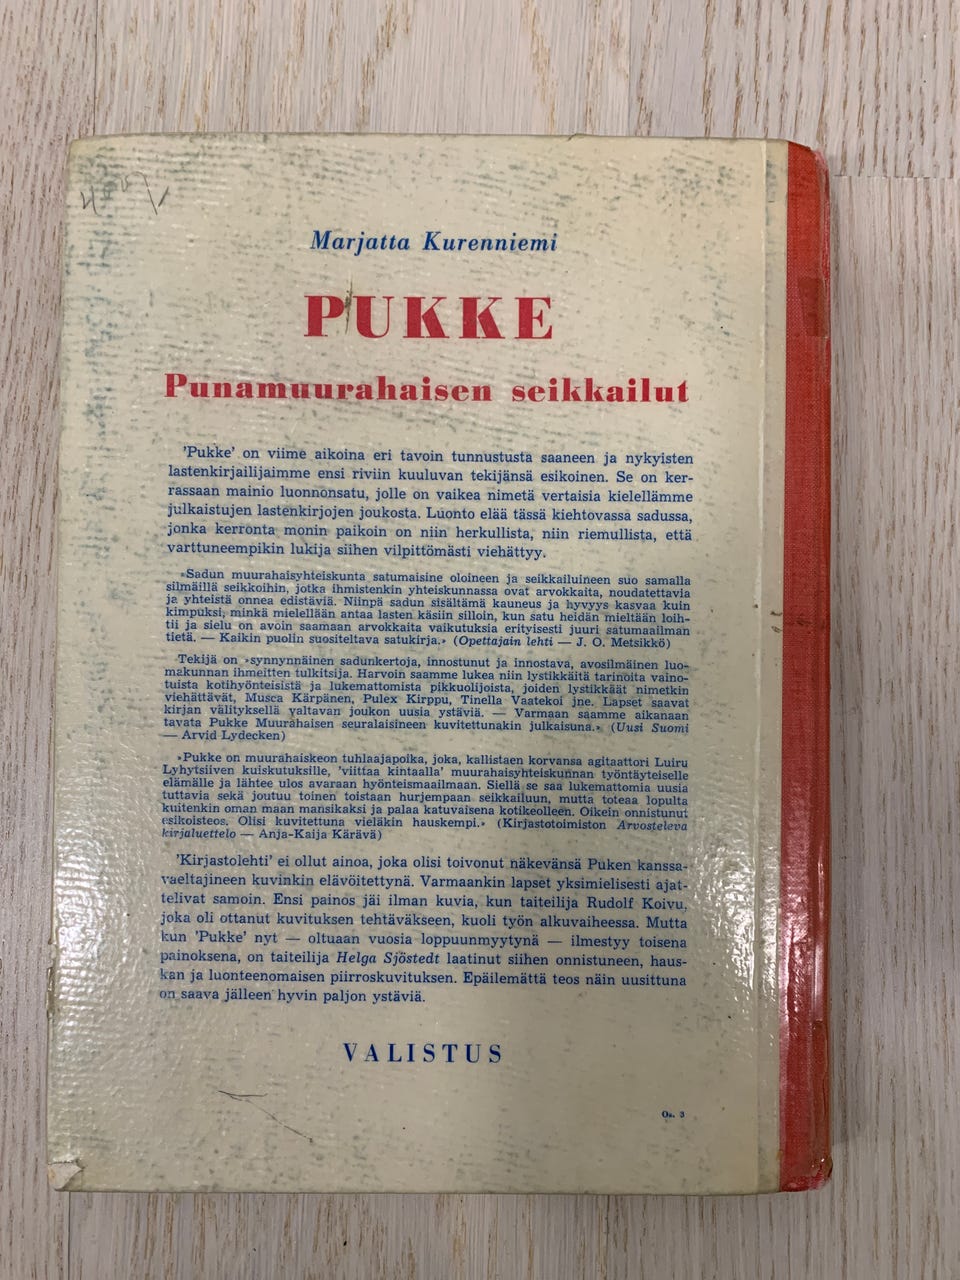 Marjatta Kurenniemi
PUKKE
Punamuurahaisen seikkailut
'Pukke' on viime aikoina eri tavoin tunnustusta saaneen ja nykyisten
lastenkirjailijaimme ensi riviin kuuluvan tekijänsä esikoinen. Se on ker-
rassaan mainio luonnonsatu, jolle on vaikea nimetä vertaisia kielellämme
julkaistujen lastenkirjojen joukosta. Luonto elää tässä kiehtovassa sadussa,
jonka kerronta monin paikoin on niin herkullista, niin riemullista, että
varttuneempikin lukija siihen vilpittömästi viehättyy.
»Sadun muurahaisyhteiskunta satumaisine oloineen ja seikkailuineen suo samalla
silmäillä seikkoihin, jotka ihmistenkin yhteiskunnassa ovat arvokkaita, noudatettavia
ja yhteistä onnea edistäviä. Niinpä sadun sisältämä kauneus ja hyvyys kasvaa kuin
kimpuksi, minkä mielellään antaa lasten käsiin silloin, kun satu heidän mieltään loih-
tii ja sielu on avoin saamaan arvokkaita vaikutuksia erityisesti juuri satumaailman
tietä. — Kaikin puolin suositeltava satukirja.» (Opettajain lehti — J. O. Metsikkö)
Tekijä on »synnynnäinen sadunkertoja, innostunut ja innostava, avosilmäinen luo-
makunnan ihmeitten tulkitsija. Harvoin saamme lukea niin lystikkäitä tarinoita vaino-
tuista kotihyönteisistä ja lukemattomista pikkuolijoista, joiden lystikkäät nimetkin
viehättävät, Musca Kärpänen, Pulex Kirppu, Tinella Vaatekoi jne. Lapset saavat
kirjan välityksellä valtavan joukon uusia ystäviä. — Varmaan saamme aikanaan
tavata Pukke Muurahaisen seuralaisineen kuvitettunakin julkaisuna.» (Uusi Suomi
— Arvid Lydecken)
»Pukke on muurahaiskeon tuhlaajapoika, joka, kallistaen korvansa agitaattori Luiru
Lyhytsiiven kuiskutuksille, 'viittaa kintaalla' muurahaisyhteiskunnan työntäyteiselle
elämälle ja lähtee ulos avaraan hyönteismaailmaan. Siellä se saa lukemattomia uusia
tuttavia sekä joutuu toinen toistaan hurjempaan seikkailuun, mutta toteaa lopulta
kuitenkin oman maan mansikaksi ja palaa katuvaisena kotikeolleen. Oikein onnistunut
esikoisteos. Olisi kuvitettuna vieläkin hauskempi.» (Kirjastotoimiston Arvosteleva
kirjaluettelo — Anja-Kaija Kärävä)
'Kirjastolehti' ei ollut ainoa, joka olisi toivonut näkevänsä Puken kanssa-
vaeltajineen kuvinkin elävöitettynä. Varmaankin lapset yksimielisesti ajat-
telivat samoin. Ensi painos jäi ilman kuvia, kun taiteilija Rudolf Koivu,
joka oli ottanut kuvituksen tehtäväkseen, kuoli työn alkuvaiheessa. Mutta
kun 'Pukke' nyt — oltuaan vuosia loppuunmyytynä — ilmestyy toisena
painoksena, on taiteilija Helga Sjöstedt laatinut siihen onnistuneen, haus-
kan ja luonteenomaisen piirroskuvituksen. Epäilemättä teos näin uusittuna
on saava jälleen hyvin paljon ystäviä.
VALISTUS
Os. 3